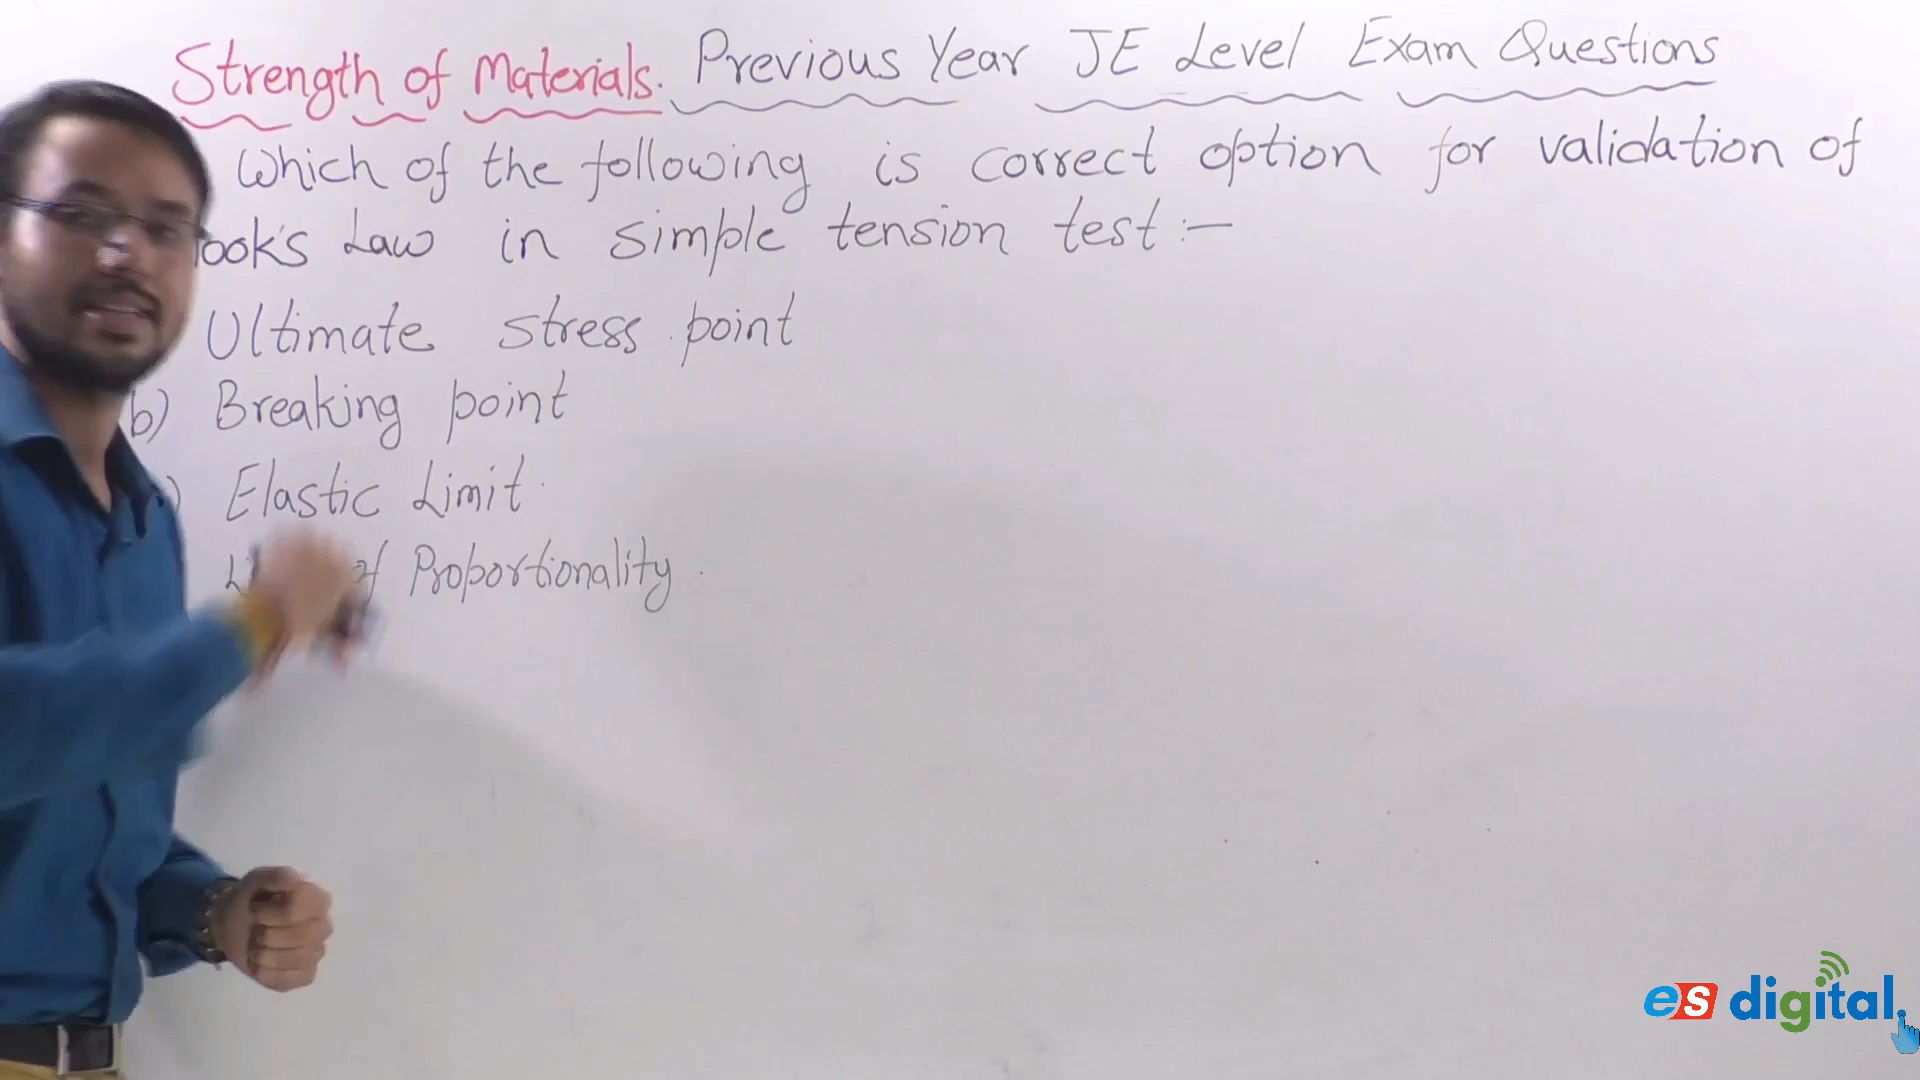 Strength of Materials. Previous Year JE Level Exam Questions
Which of the following is correct option for validation of
ook's Law in simple tension test :-
Ultimate stress point
b) Breaking point
) Elastic Limit
of Proportionality
es digital.